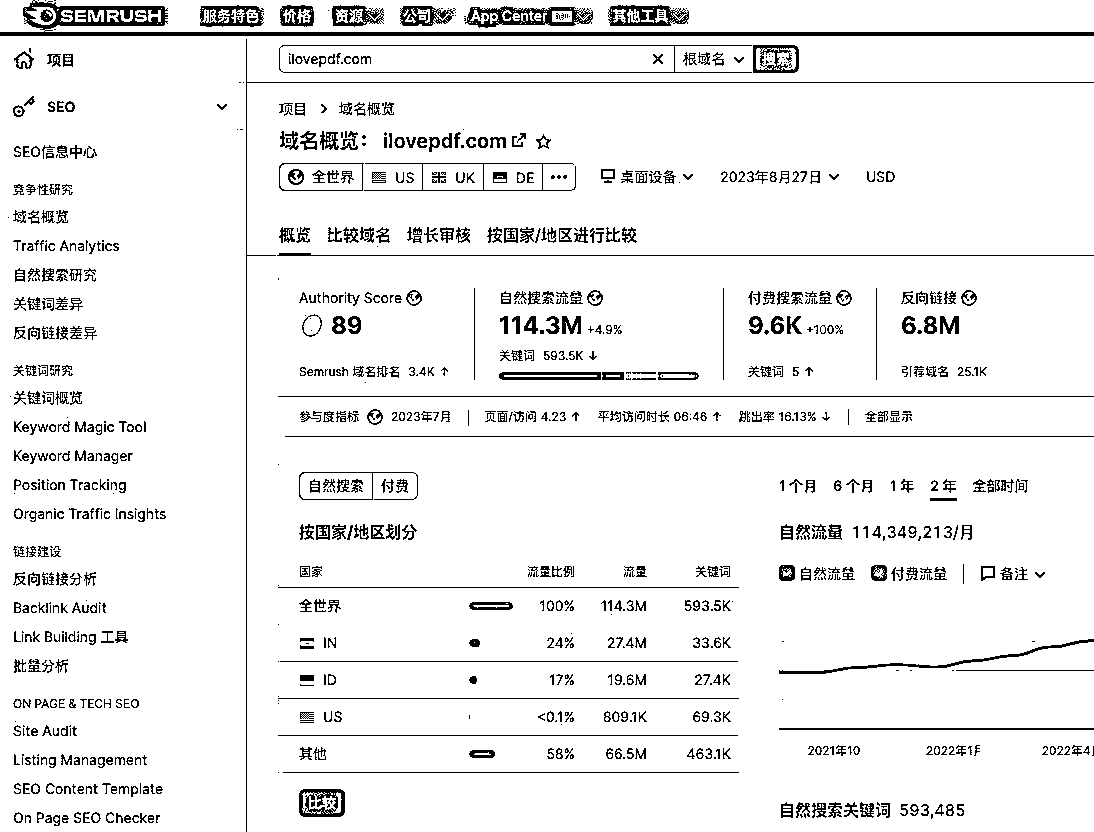 SEMRUSH 服务特色 价格 资源 公司 App Center 其他工具
项目
SEO
SEO信息中心
竞争性研究
域名概览
Traffic Analytics
自然搜索研究
关键词差异
反向链接差异
关键词研究
关键词概览
Keyword Magic Tool
Keyword Manager
Position Tracking
Organic Traffic Insights
链接建设
反向链接分析
Backlink Audit
Link Building 工具
批量分析
ON PAGE & TECH SEO
Site Audit
Listing Management
SEO Content Template
On Page SEO Checker
ilovepdf.com 根域名 搜索
项目 > 域名概览
域名概览： ilovepdf.com
全世界 US UK DE ••• 桌面设备 2023年8月27日 USD
概览 比较域名 增长审核 按国家/地区进行比较
Authority Score 自然搜索流量 付费搜索流量 反向链接
89 114.3M +4.9% 9.6K +100% 6.8M
关键词 593.5K ↓
Semrush 域名排名 3.4K ↑ 关键词 5 ↑ 引荐域名 25.1K
参与度指标 2023年7月 页面/访问 4.23 ↑ 平均访问时长 06:46 ↑ 跳出率 16.13% ↓ 全部显示
自然搜索 付费
按国家/地区划分
国家 流量比例 流量 关键词
全世界 100% 114.3M 593.5K
IN 24% 27.4M 33.6K
ID 17% 19.6M 27.4K
US <0.1% 809.1K 69.3K
其他 58% 66.5M 463.1K
比较
1个月 6个月 1年 2年 全部时间
自然流量 114,349,213/月
自然流量 付费流量 备注
2021年10 2022年1月 2022年4
自然搜索关键词 593,485